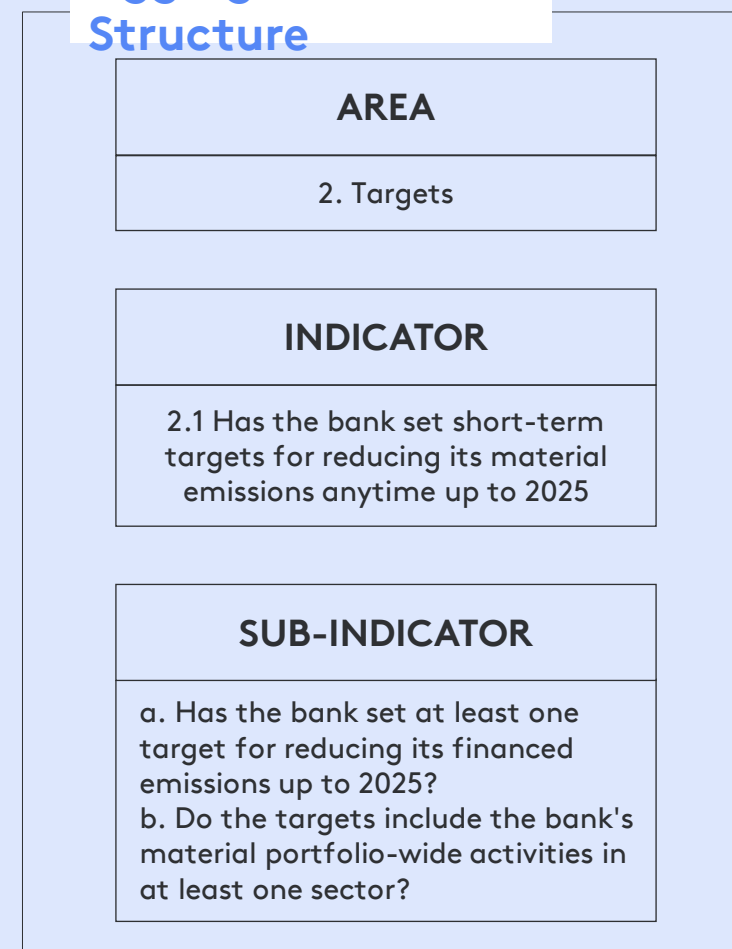 Structure
AREA
2. Targets
INDICATOR
2.1 Has the bank set short-term
targets for reducing its material
emissions anytime up to 2025
SUB-INDICATOR
a. Has the bank set at least one
target for reducing its financed
emissions up to 2025?
b. Do the targets include the bank's
material portfolio-wide activities in
at least one sector?